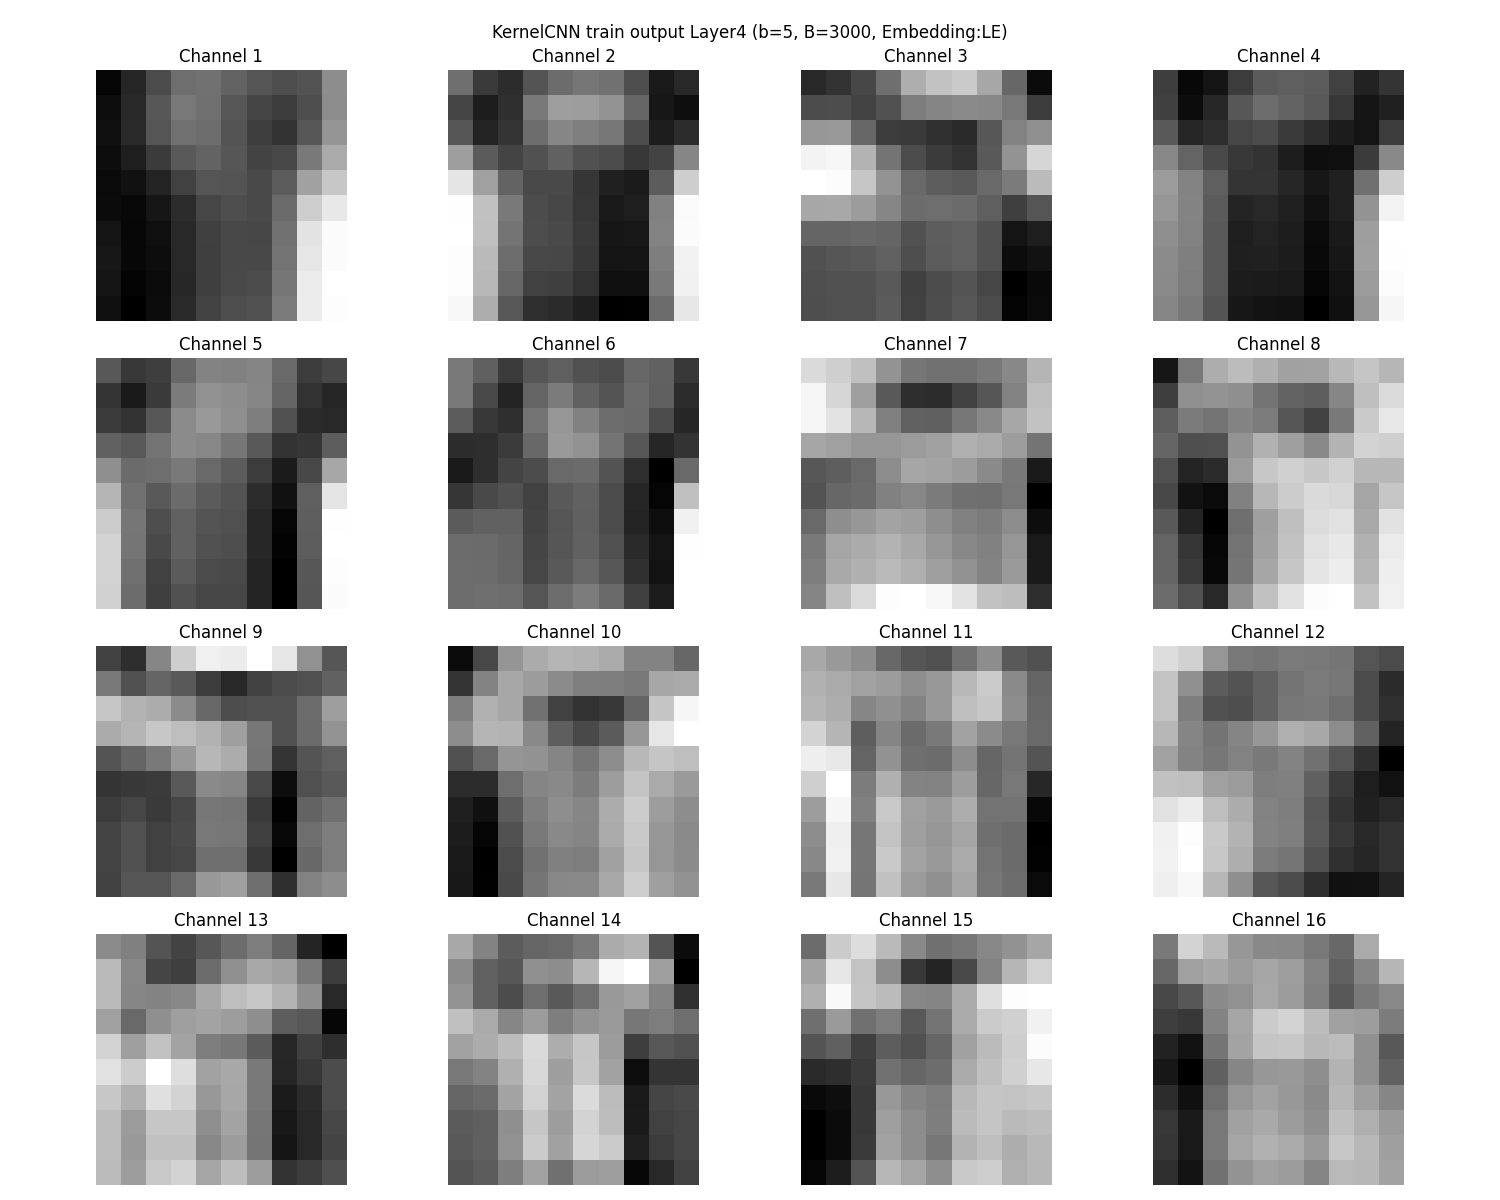 KernelCNN train output Layer4 (b=5, B=3000, Embedding:LE)
Channel 1 Channel 2 Channel 3 Channel 4
Channel 5 Channel 6 Channel 7 Channel 8
Channel 9 Channel 10 Channel 11 Channel 12
Channel 13 Channel 14 Channel 15 Channel 16